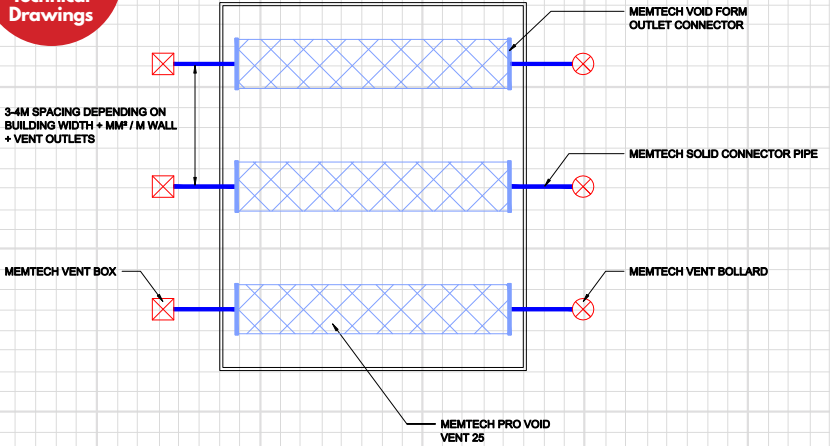 Technical
Drawings
MEMTECH VOID FORM
OUTLET CONNECTOR
3-4M SPACING DEPENDING ON
BUILDING WIDTH + MM² / M WALL
+ VENT OUTLETS
MEMTECH SOLID CONNECTOR PIPE
MEMTECH VENT BOX
MEMTECH VENT BOLLARD
MEMTECH PRO VOID
VENT 25